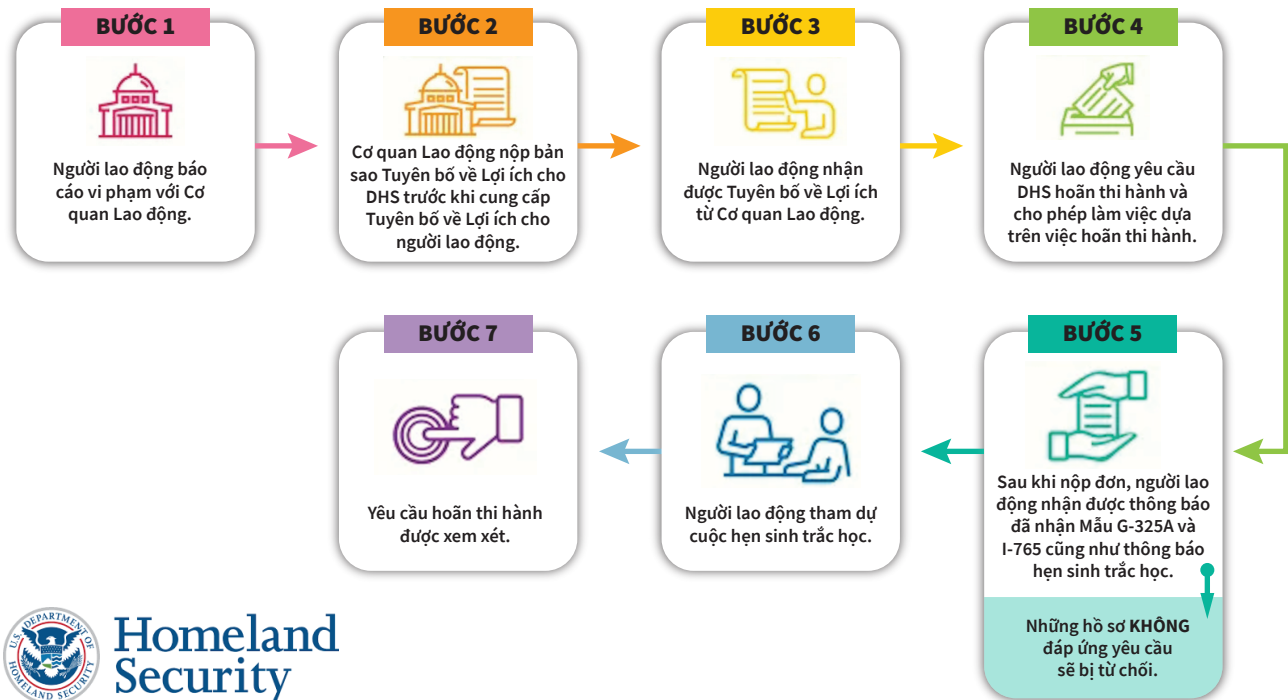 BƯỚC 1
Người lao động báo
cáo vi phạm với Cơ
quan Lao động.
BƯỚC 2
Cơ quan Lao động nộp bản
sao Tuyên bố về Lợi ích cho
DHS trước khi cung cấp
Tuyên bố về Lợi ích cho
người lao động.
BƯỚC 3
Người lao động nhận
được Tuyên bố về Lợi ích
từ Cơ quan Lao động.
BƯỚC 4
Người lao động yêu cầu
DHS hoãn thi hành và
cho phép làm việc dựa
trên việc hoãn thi hành.
BƯỚC 5
Sau khi nộp đơn, người lao
động nhận được thông báo
đã nhận Mẫu G-325A và
I-765 cũng như thông báo
hẹn sinh trắc học.
Những hồ sơ KHÔNG
đáp ứng yêu cầu
sẽ bị từ chối.
BƯỚC 6
Người lao động tham dự
cuộc hẹn sinh trắc học.
BƯỚC 7
Yêu cầu hoãn thi hành
được xem xét.
U.S. DEPARTMENT OF
HOMELAND SECURITY
Homeland
Security